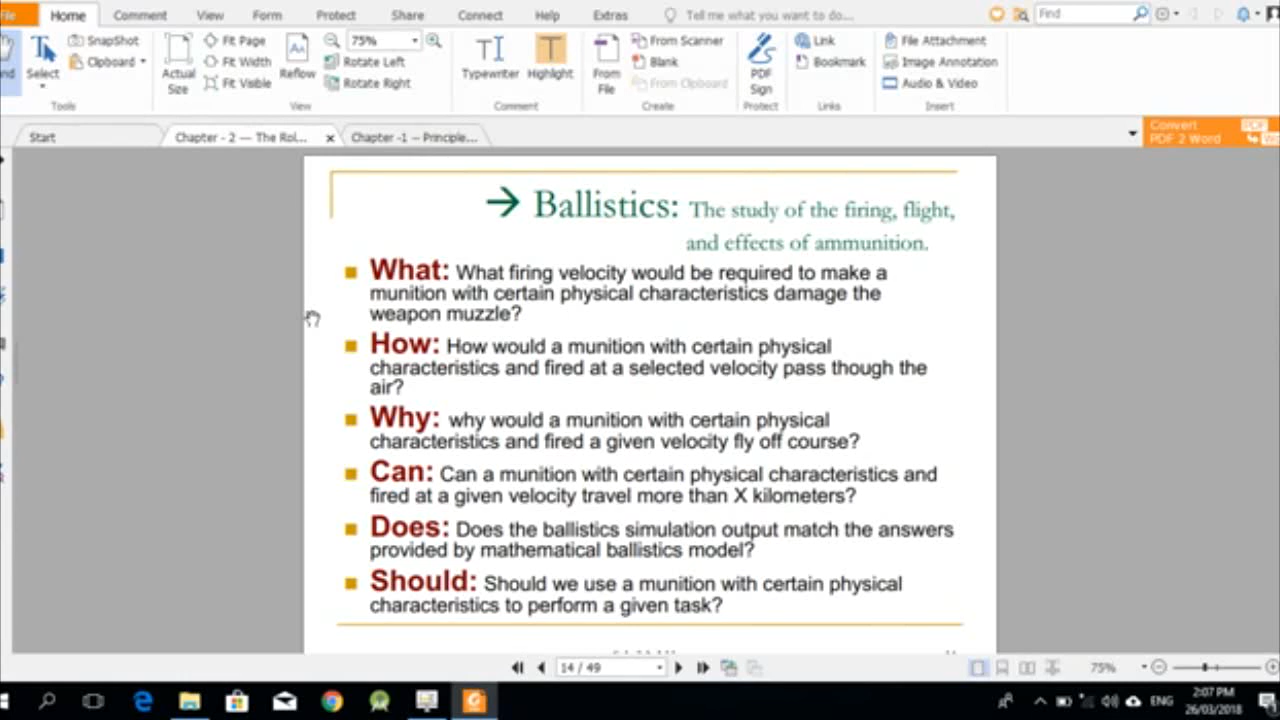 File Home Comment View Form Protect Share Connect Help Extras Tell me what you want to do... Find
SnapShot Fit Page 75% From Scanner Link File Attachment
Select Clipboard Actual Size Fit Width Reflow Rotate Left Typewriter Highlight From File Blank PDF Sign Bookmark Image Annotation
Fit Visible Rotate Right From Clipboard Audio & Video
Tools View Comment Create Protect Links Insert
Start Chapter - 2 — The Rol... Chapter -1 -- Principle... Convert
PDF 2 Word
→ Ballistics: The study of the firing, flight,
and effects of ammunition.
What: What firing velocity would be required to make a
munition with certain physical characteristics damage the
weapon muzzle?
How: How would a munition with certain physical
characteristics and fired at a selected velocity pass though the
air?
Why: why would a munition with certain physical
characteristics and fired a given velocity fly off course?
Can: Can a munition with certain physical characteristics and
fired at a given velocity travel more than X kilometers?
Does: Does the ballistics simulation output match the answers
provided by mathematical ballistics model?
Should: Should we use a munition with certain physical
characteristics to perform a given task?
14 / 49 75%
ENG 2:07 PM
26/03/2018